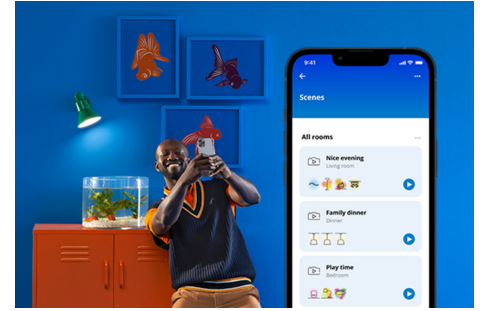 9:41
Scenes
All rooms
Nice evening
Living room
Family dinner
Dinner
Play time
Bedroom